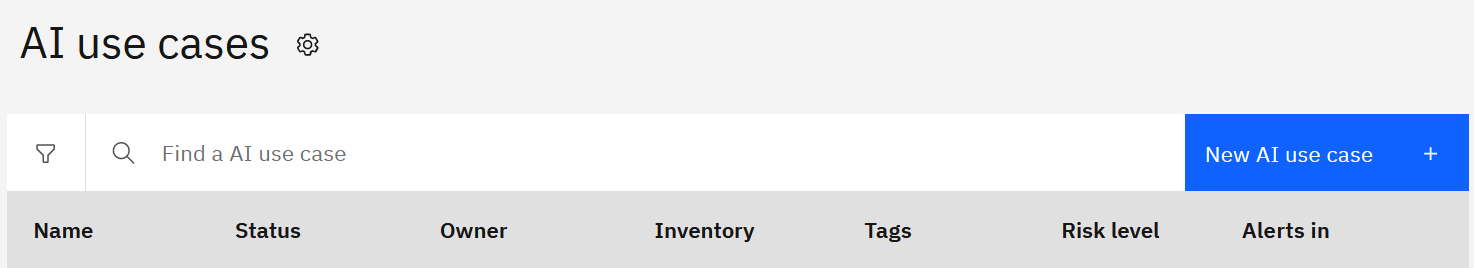 AI use cases
Find a AI use case
New AI use case
Name Status Owner Inventory Tags Risk level Alerts in